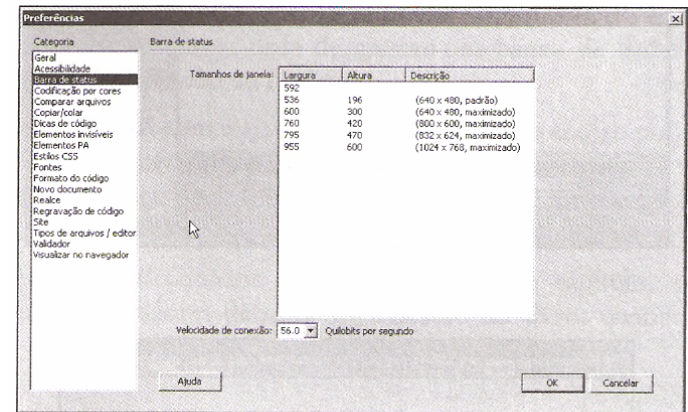 Preferências
Categoria
Geral
Acessibilidade
Barra de status
Codificação por cores
Comparar arquivos
Copiar/colar
Dicas de código
Elementos invisíveis
Elementos PA
Estilos CSS
Fontes
Formato do código
Novo documento
Realce
Regravação de código
Site
Tipos de arquivos / editor
Validador
Visualizar no navegador
Barra de status
Tamanhos de janela:
Largura Altura Descrição
592
536 196 (640 x 480, padrão)
600 300 (640 x 480, maximizado)
760 420 (800 x 600, maximizado)
795 470 (832 x 624, maximizado)
955 600 (1024 x 768, maximizado)
Velocidade de conexão: 56.0 Quilobits por segundo
Ajuda OK Cancelar